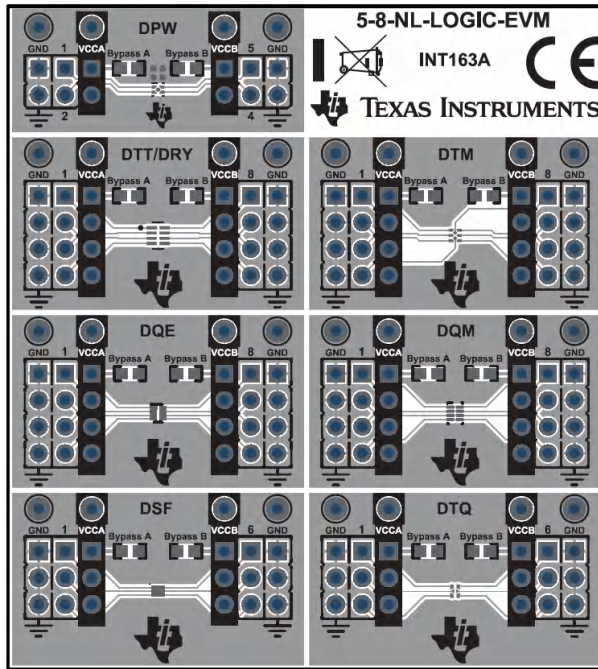 DPW
GND 1 VCCA Bypass A Bypass B VCCB 5 GND
2 4
5-8-NL-LOGIC-EVM
INT163A
CE
TEXAS INSTRUMENTS
DTT/DRY
GND 1 VCCA Bypass A Bypass B VCCB 8 GND
DTM
GND 1 VCCA Bypass A Bypass B VCCB 8 GND
DQE
GND 1 VCCA Bypass A Bypass B VCCB 8 GND
DQM
GND 1 VCCA Bypass A Bypass B VCCB 8 GND
DSF
GND 1 VCCA Bypass A Bypass B VCCB 6 GND
DTQ
GND 1 VCCA Bypass A Bypass B VCCB 6 GND